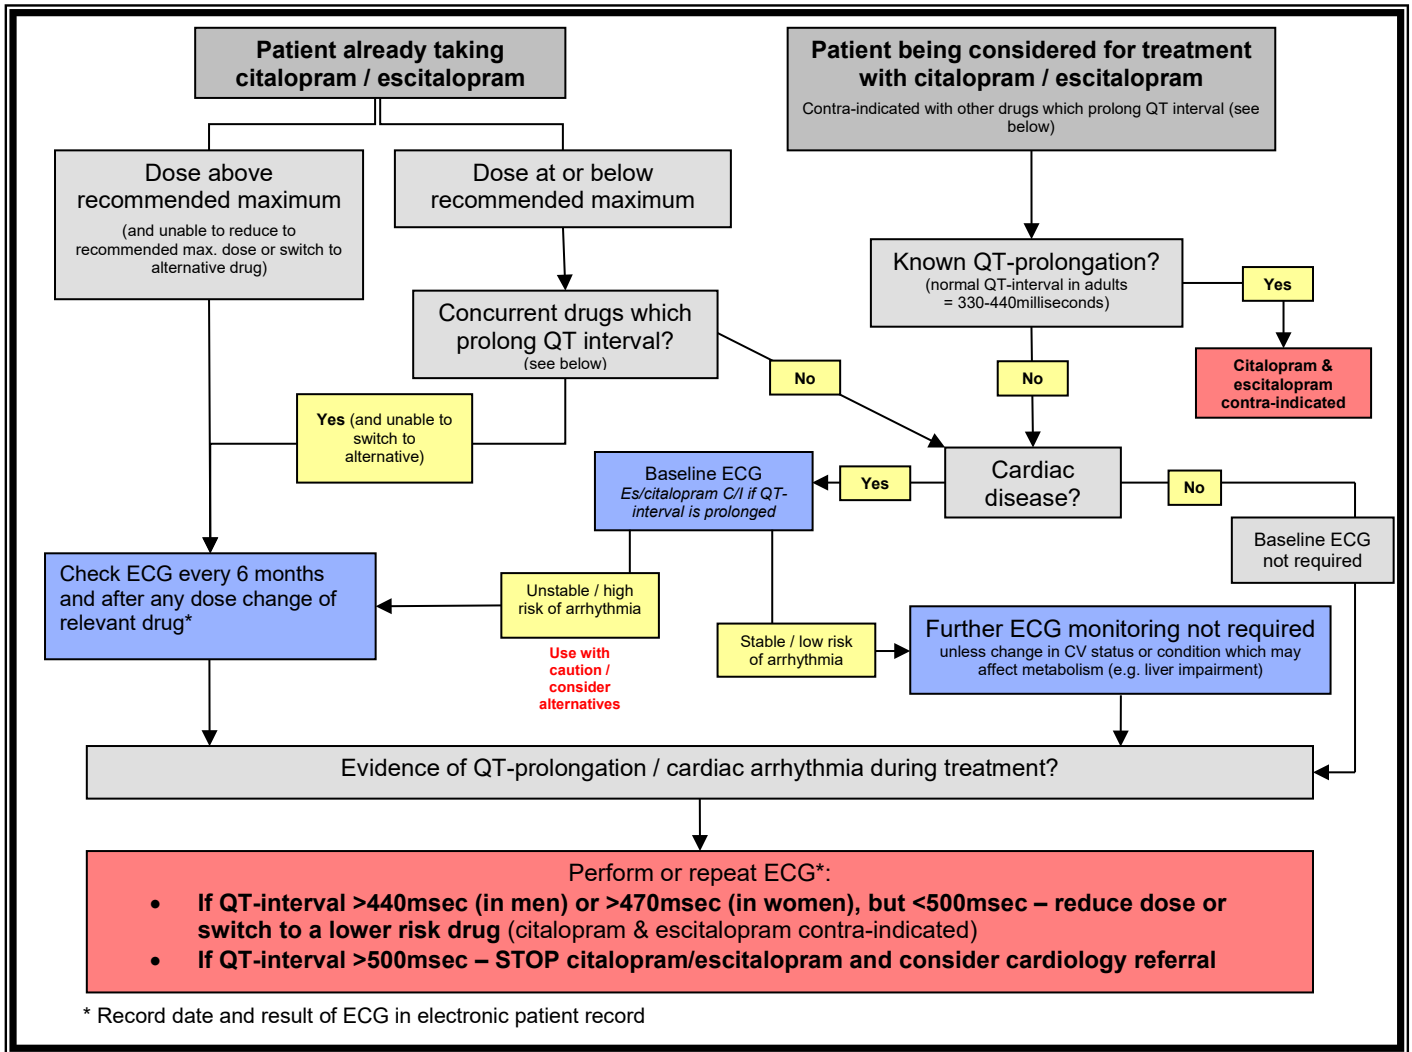 Patient already taking
citalopram / escitalopram
Patient being considered for treatment
with citalopram / escitalopram
Contra-indicated with other drugs which prolong QT interval (see
below)
Dose above
recommended maximum
(and unable to reduce to
recommended max. dose or switch to
alternative drug)
Dose at or below
recommended maximum
Known QT-prolongation?
(normal QT-interval in adults
= 330-440milliseconds)
Yes
Concurrent drugs which
prolong QT interval?
(see below)
No
No
Citalopram &
escitalopram
contra-indicated
Yes (and unable to
switch to
alternative)
Baseline ECG
Es/citalopram C/I if QT-
interval is prolonged
Yes
Cardiac
disease?
No
Baseline ECG
not required
Check ECG every 6 months
and after any dose change of
relevant drug*
Unstable / high
risk of arrhythmia
Use with
caution /
consider
alternatives
Stable / low risk
of arrhythmia
Further ECG monitoring not required
unless change in CV status or condition which may
affect metabolism (e.g. liver impairment)
Evidence of QT-prolongation / cardiac arrhythmia during treatment?
Perform or repeat ECG*:
• If QT-interval >440msec (in men) or >470msec (in women), but <500msec – reduce dose or
switch to a lower risk drug (citalopram & escitalopram contra-indicated)
• If QT-interval >500msec – STOP citalopram/escitalopram and consider cardiology referral
* Record date and result of ECG in electronic patient record